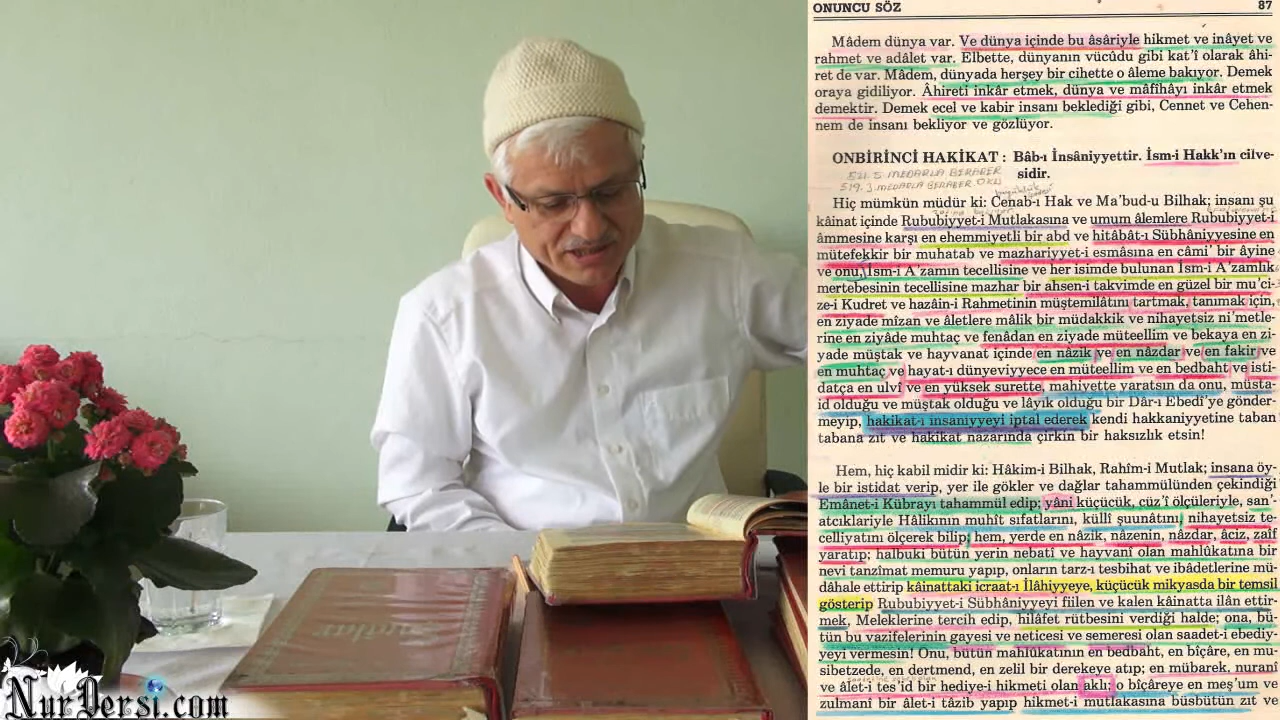 ONUNCU SÖZ 87
Mâdem dünya var. Ve dünya içinde bu âsâriyle hikmet ve inâyet ve
rahmet ve adâlet var. Elbette, dünyanın vücûdu gibi kat'î olarak âhi-
ret de var. Mâdem, dünyada herşey bir cihette o âleme bakıyor. Demek
oraya gidiliyor. Âhireti inkâr etmek, dünya ve mâfîhâyı inkâr etmek
demektir. Demek ecel ve kabir insanı beklediği gibi, Cennet ve Cehen-
nem de insanı bekliyor ve gözlüyor.
ONBİRİNCİ HAKİKAT : Bâb-ı İnsâniyyettir. İsm-i Hakk'ın cilve-
sidir.
521. 5 MEDARLA BERABER
519. 3. MEDARLA BERABER OKU
Hiç mümkün müdür ki: Cenab-ı Hak ve Ma'bud-u Bilhak; insanı şu
kâinat içinde Rububiyyet-i Mutlakasına ve umum âlemlere Rububiyyet-i
âmmesine karşı en ehemmiyetli bir abd ve hitâbât-ı Sübhâniyyesine en
mütefekkir bir muhatab ve mazhariyyet-i esmâsına en câmi' bir âyine
ve onu, İsm-i A'zamın tecellisine ve her isimde bulunan İsm-i A'zamlık
mertebesinin tecellisine mazhar bir ahsen-i takvimde en güzel bir mu'ci-
ze-i Kudret ve hazâin-i Rahmetinin müştemilâtını tartmak, tanımak için,
en ziyade mîzan ve âletlere mâlik bir müdakkik ve nihayetsiz ni'metle-
rine en ziyâde muhtaç ve fenâdan en ziyade müteellim ve bekaya en zi-
yade müştak ve hayvanat içinde en nâzik ve en nâzdar ve en fakir ve
en muhtaç ve hayat-ı dünyeviyyece en müteellim ve en bedbaht ve isti-
datça en ulvî ve en yüksek surette, mahiyette yaratsın da onu, müsta-
id olduğu ve müştak olduğu ve lâyık olduğu bir Dâr-ı Ebedî'ye gönder-
meyip, hakikat-ı insaniyyeyi iptal ederek kendi hakkaniyyetine taban
tabana zıt ve hakikat nazarında çirkin bir haksızlık etsin!
Hem, hiç kabil midir ki: Hâkim-i Bilhak, Rahîm-i Mutlak; insana öy-
le bir istidat verip, yer ile gökler ve dağlar tahammülünden çekindiği
Emânet-i Kübrayı tahammül edip; yâni küçücük, cüz'î ölçüleriyle, san'-
atcıklariyle Hâlikının muhît sıfatlarını, küllî şuunâtını, nihayetsiz te-
celliyatını ölçerek bilip; hem, yerde en nâzik, nâzenin, nâzdar, âciz, zaîf
yaratıp; halbuki bütün yerin nebatî ve hayvanî olan mahlûkatına bir
nevi tanzîmat memuru yapıp, onların tarz-ı tesbihat ve ibâdetlerine mü-
dâhale ettirip kâinattaki icraat-ı İlâhiyyeye, küçücük mikyasda bir temsil
gösterip Rububiyyet-i Sübhâniyyeyi fiilen ve kalen kâinatta ilân ettir-
mek, Meleklerine tercih edip, hilâfet rütbesini verdiği halde; ona, bü-
tün bu vazifelerinin gayesi ve neticesi ve semeresi olan saadet-i ebediy-
yeyi vermesin! Onu, bütün mahlûkatının en bedbaht, en bîçâre, en mu-
sibetzede, en dertmend, en zelil bir derekeye atıp; en mübarek, nuranî
ve âlet-i tes'id bir hediye-i hikmeti olan aklı; o bîçâreye en meş'um ve
zulmanî bir âlet-i tâzib yapıp hikmet-i mutlakasına büsbütün zıt ve
NurDersi.com